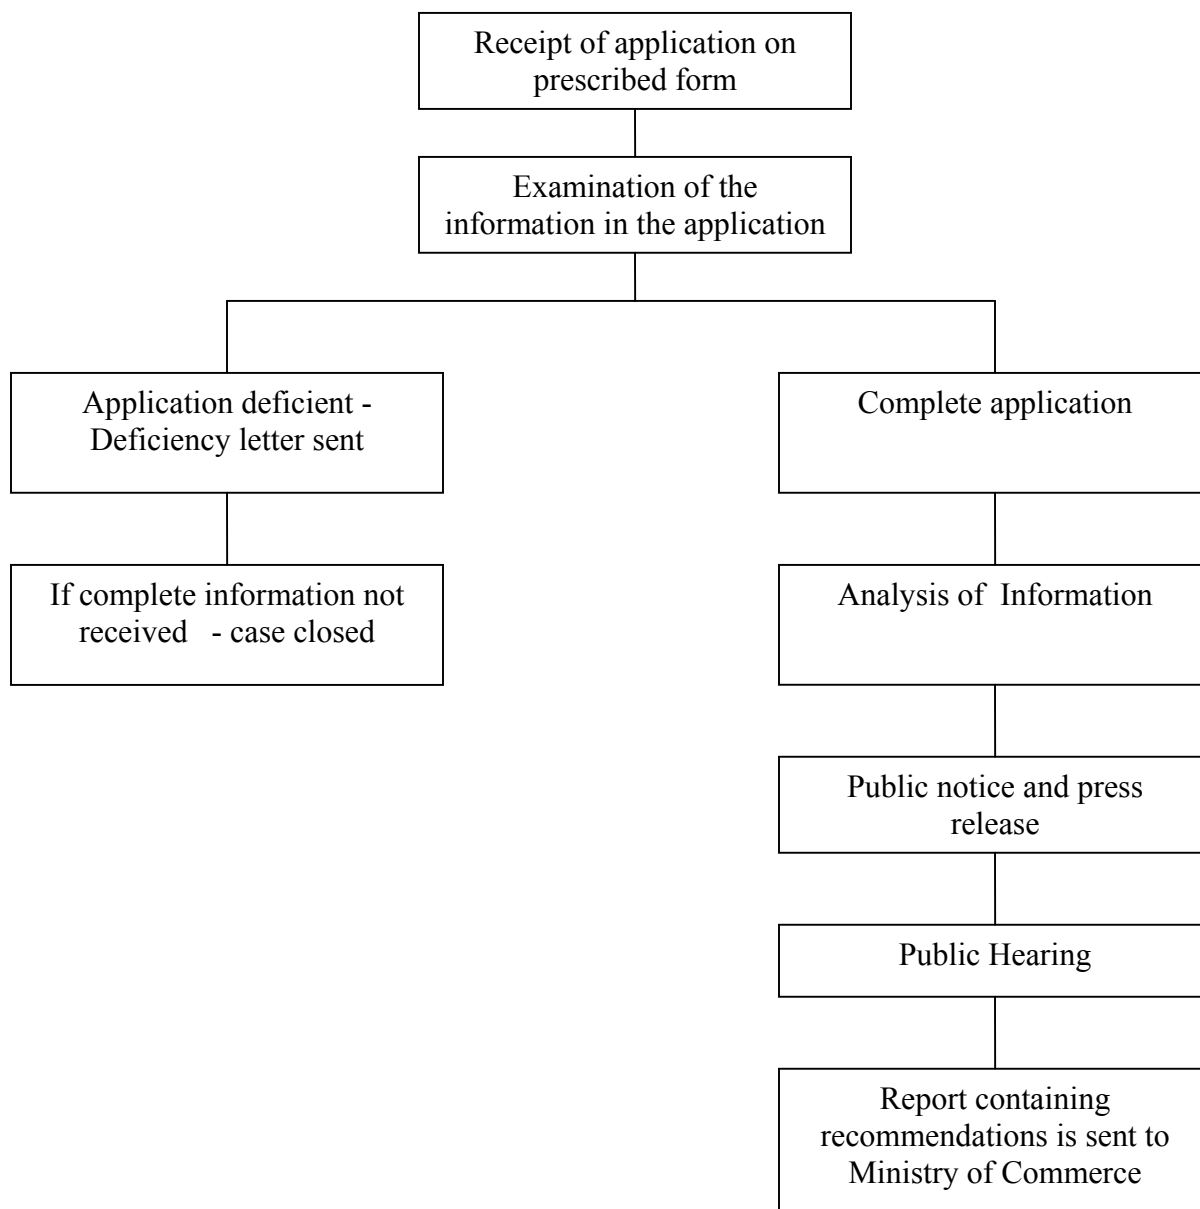 Receipt of application on
prescribed form
Examination of the
information in the application
Application deficient -
Deficiency letter sent
Complete application
If complete information not
received   - case closed
Analysis of  Information
Public notice and press
release
Public Hearing
Report containing
recommendations is sent to
Ministry of Commerce